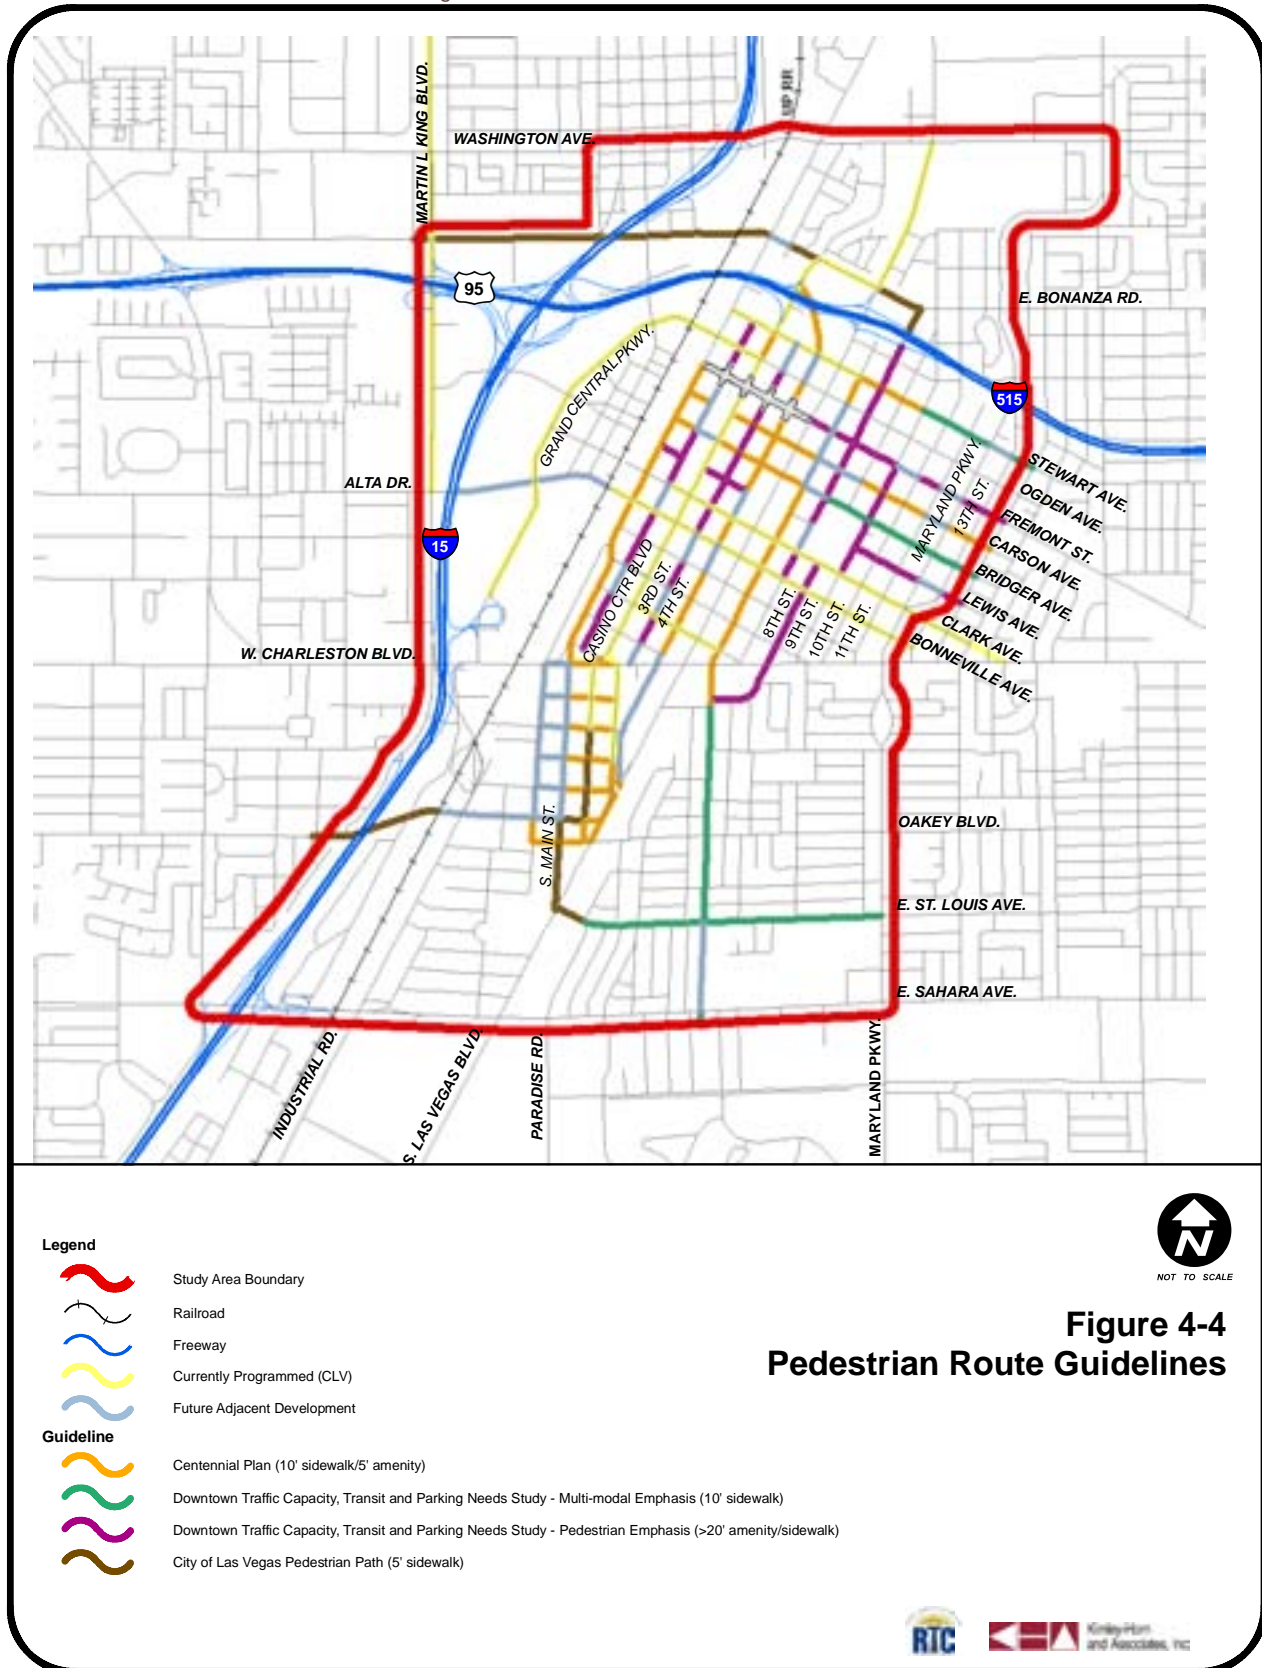 MARTIN L KING BLVD.
WASHINGTON AVE.
UP RR
95
E. BONANZA RD.
GRAND CENTRAL PKWY.
515
ALTA DR.
15
MARYLAND PKWY.
13TH ST.
STEWART AVE.
OGDEN AVE.
FREMONT ST.
CARSON AVE.
BRIDGER AVE.
LEWIS AVE.
CLARK AVE.
BONNEVILLE AVE.
CASINO CTR BLVD
3RD ST.
4TH ST.
8TH ST.
9TH ST.
10TH ST.
11TH ST.
W. CHARLESTON BLVD.
S. MAIN ST.
OAKEY BLVD.
E. ST. LOUIS AVE.
E. SAHARA AVE.
INDUSTRIAL RD.
S. LAS VEGAS BLVD.
PARADISE RD.
MARYLAND PKWY.
N
NOT TO SCALE
Figure 4-4
Pedestrian Route Guidelines
Legend
Study Area Boundary
Railroad
Freeway
Currently Programmed (CLV)
Future Adjacent Development
Guideline
Centennial Plan (10' sidewalk/5' amenity)
Downtown Traffic Capacity, Transit and Parking Needs Study - Multi-modal Emphasis (10' sidewalk)
Downtown Traffic Capacity, Transit and Parking Needs Study - Pedestrian Emphasis (>20' amenity/sidewalk)
City of Las Vegas Pedestrian Path (5' sidewalk)
RTC
Kimley-Horn
and Associates, Inc.